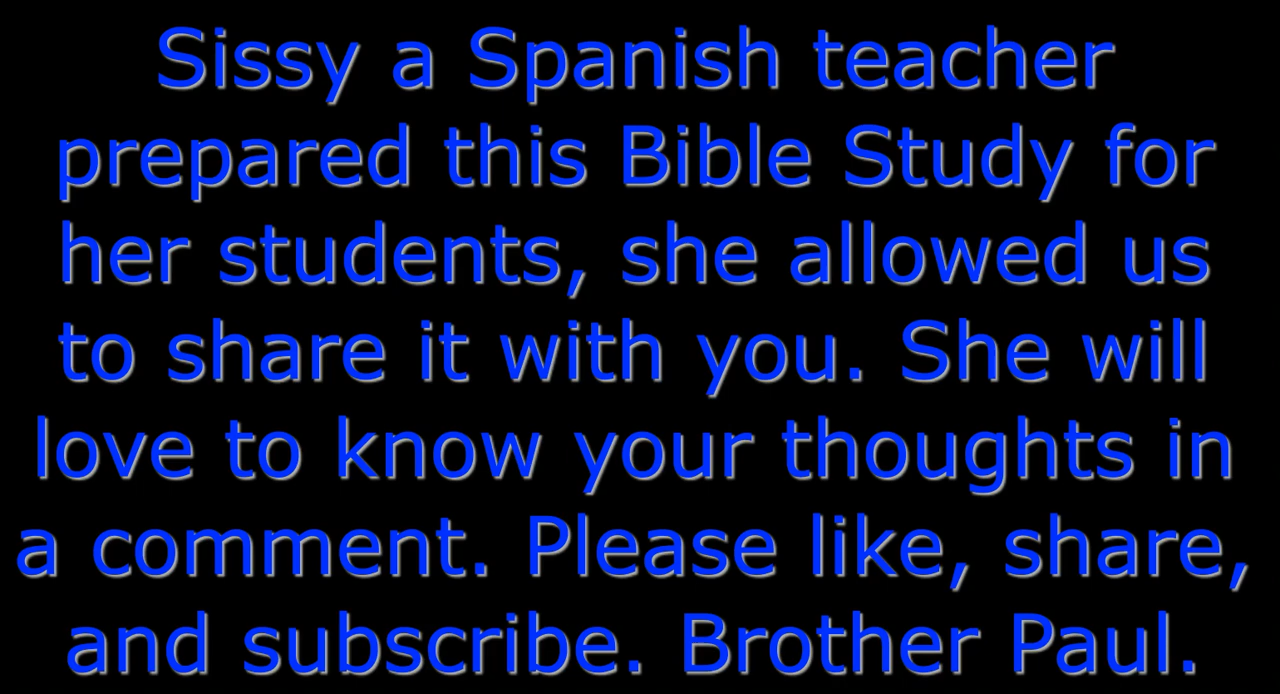 Sissy a Spanish teacher
prepared this Bible Study for
her students, she allowed us
to share it with you. She will
love to know your thoughts in
a comment. Please like, share,
and subscribe. Brother Paul.